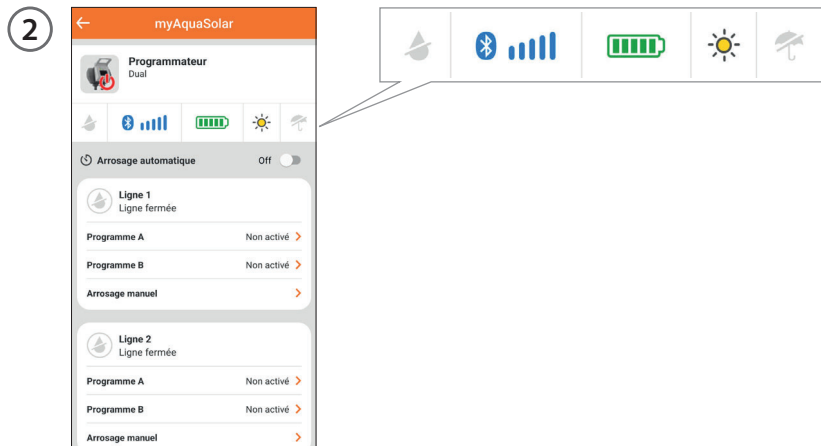 2
myAquaSolar
Programmateur
Dual
Arrosage automatique Off
Ligne 1
Ligne fermée
Programme A Non activé
Programme B Non activé
Arrosage manuel
Ligne 2
Ligne fermée
Programme A Non activé
Programme B Non activé
Arrosage manuel